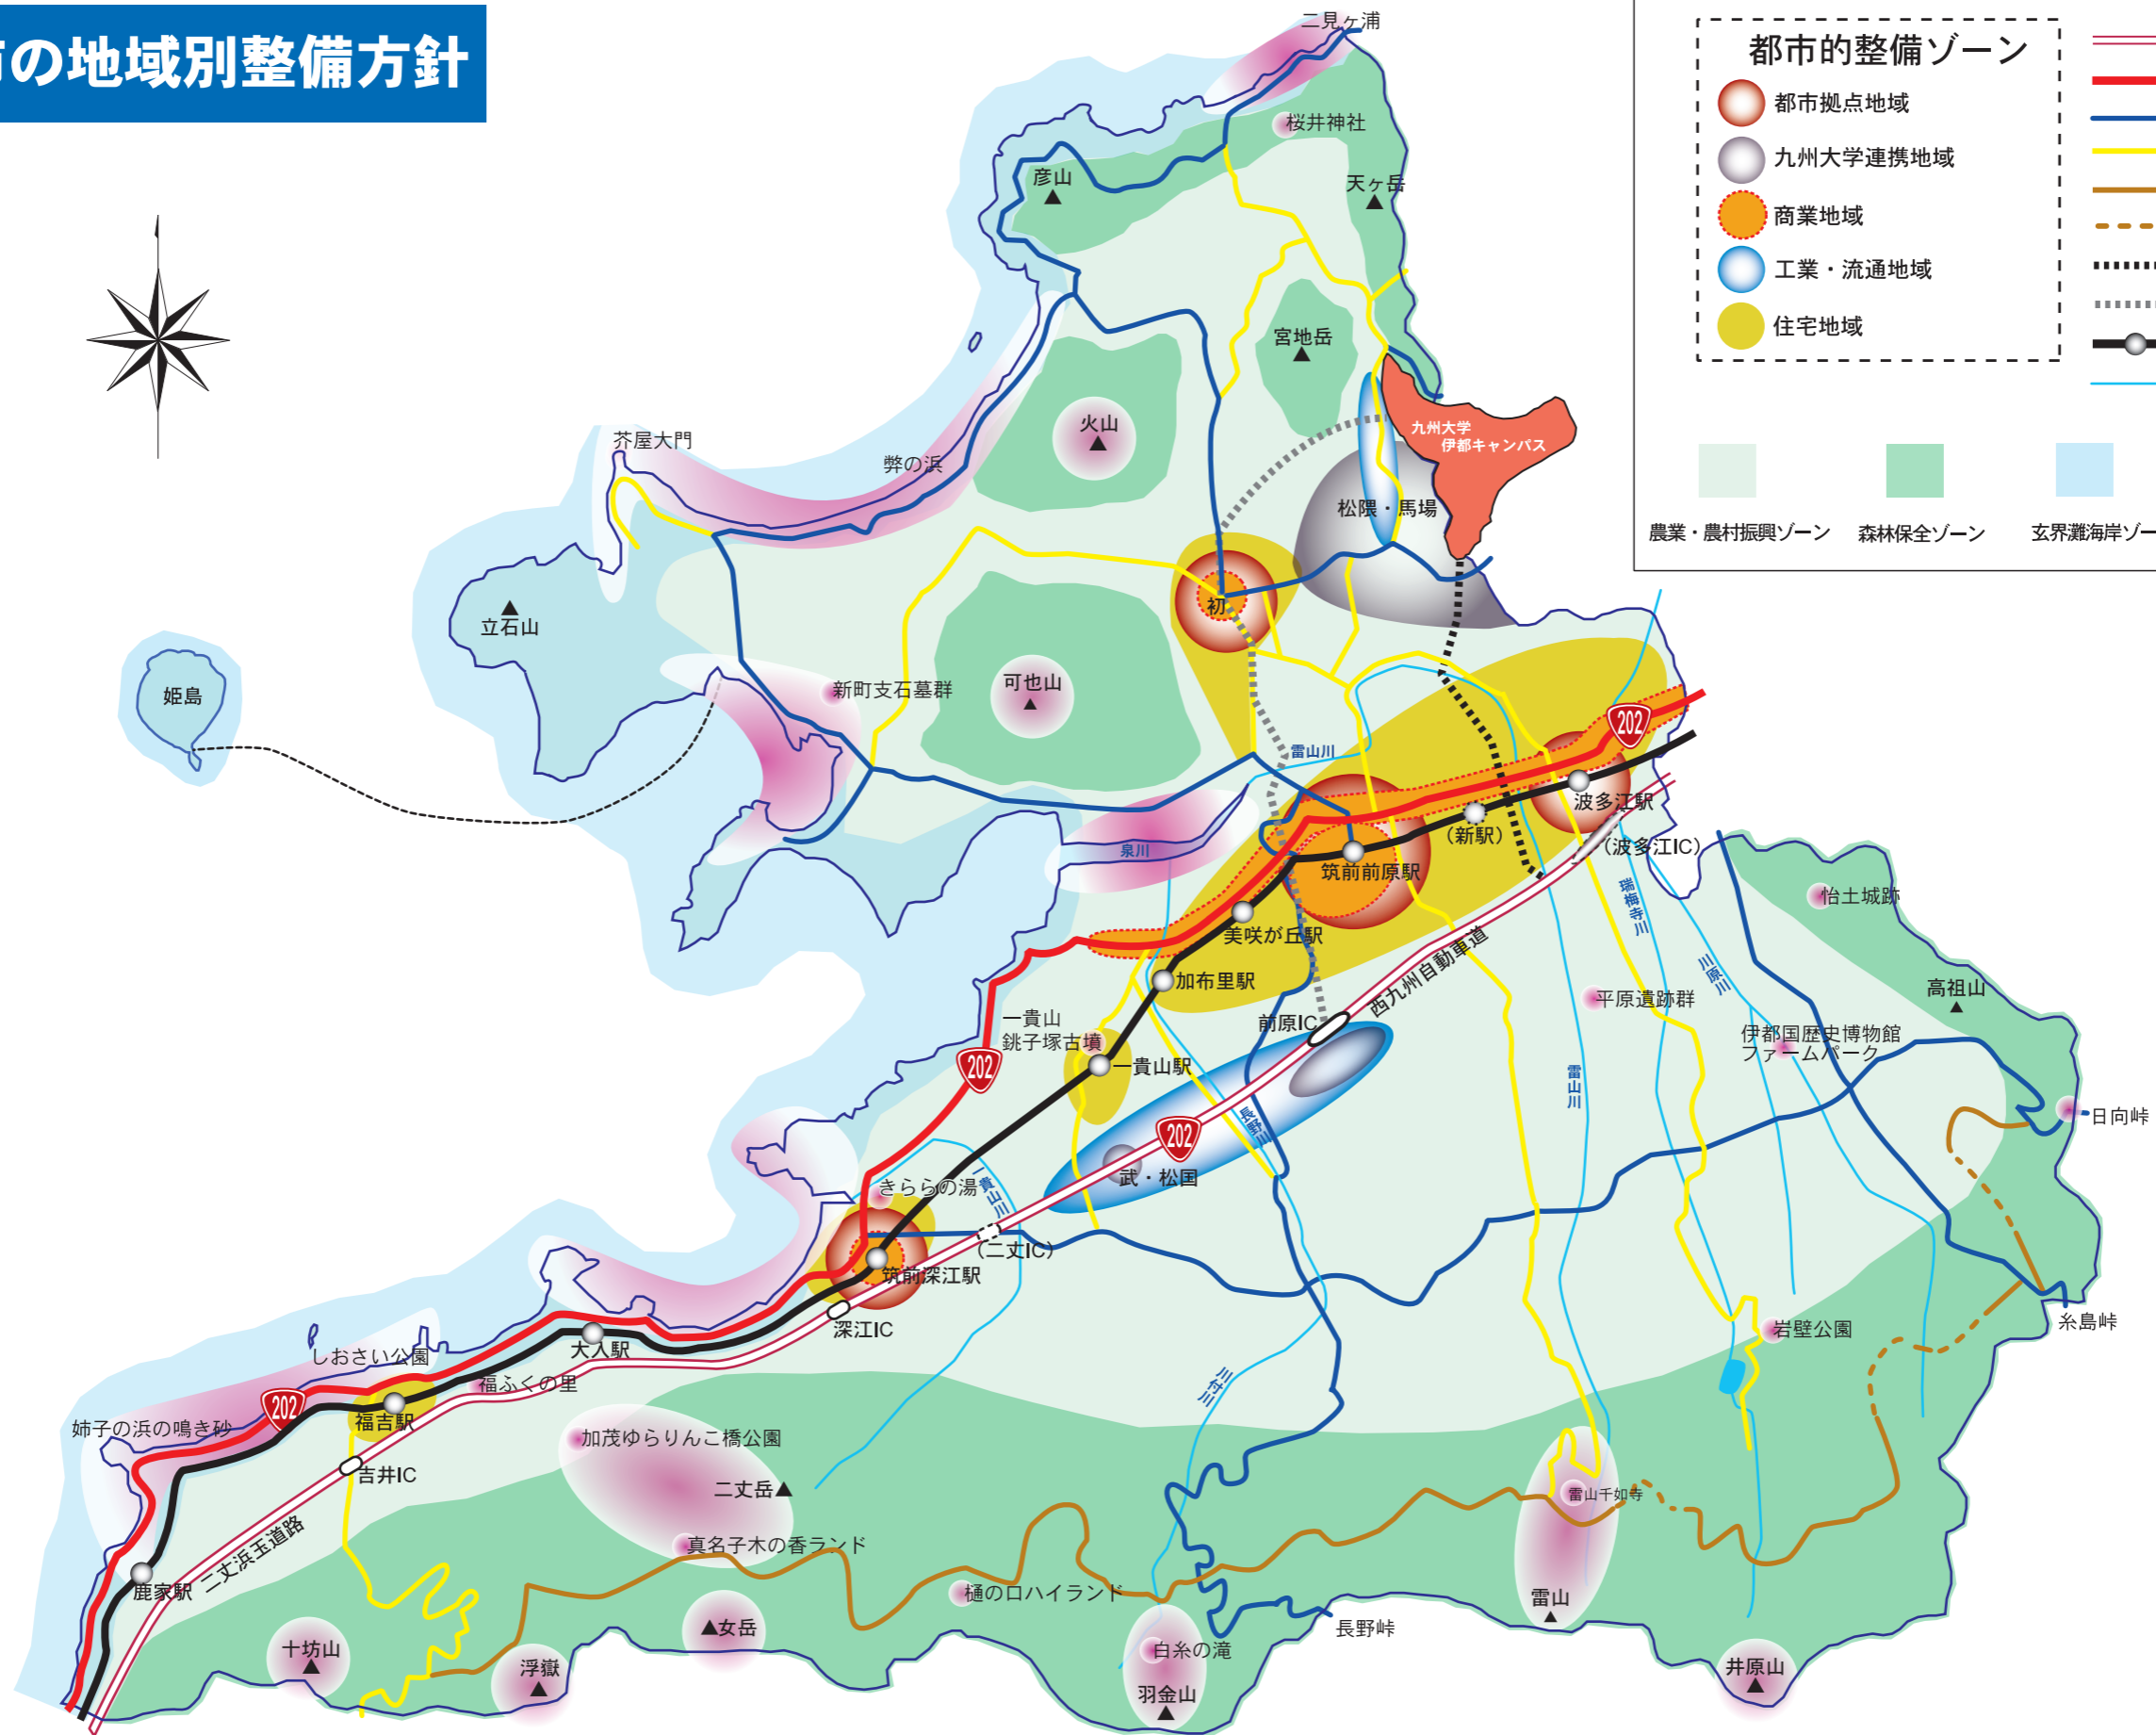 の地域別整備方針
都市的整備ゾーン
都市拠点地域
九州大学連携地域
商業地域
工業・流通地域
住宅地域
農業・農村振興ゾーン
森林保全ゾーン
玄界灘海岸ゾー
二見ヶ浦
桜井神社
彦山
天ヶ岳
宮地岳
火山
九州大学
伊都キャンパス
芥屋大門
弊の浜
松隈・馬場
初
立石山
姫島
新町支石墓群
可也山
雷山川
202
波多江駅
(新駅)
(波多江IC)
泉川
筑前前原駅
美咲が丘駅
加布里駅
瑞梅寺川
怡土城跡
川原川
高祖山
西九州自動車道
平原遺跡群
前原IC
伊都国歴史博物館
ファームパーク
一貴山
銚子塚古墳
202
一貴山駅
雷山川
長野川
202
日向峠
武・松国
きららの湯
一貴山川
(二丈IC)
筑前深江駅
深江IC
糸島峠
岩壁公園
大入駅
しおさい公園
福ふくの里
川付川
202
福吉駅
姉子の浜の鳴き砂
加茂ゆらりんこ橋公園
吉井IC
二丈岳
雷山千如寺
真名子木の香ランド
二丈浜玉道路
鹿家駅
樋の口ハイランド
雷山
女岳
長野峠
十坊山
白糸の滝
浮嶽
井原山
羽金山